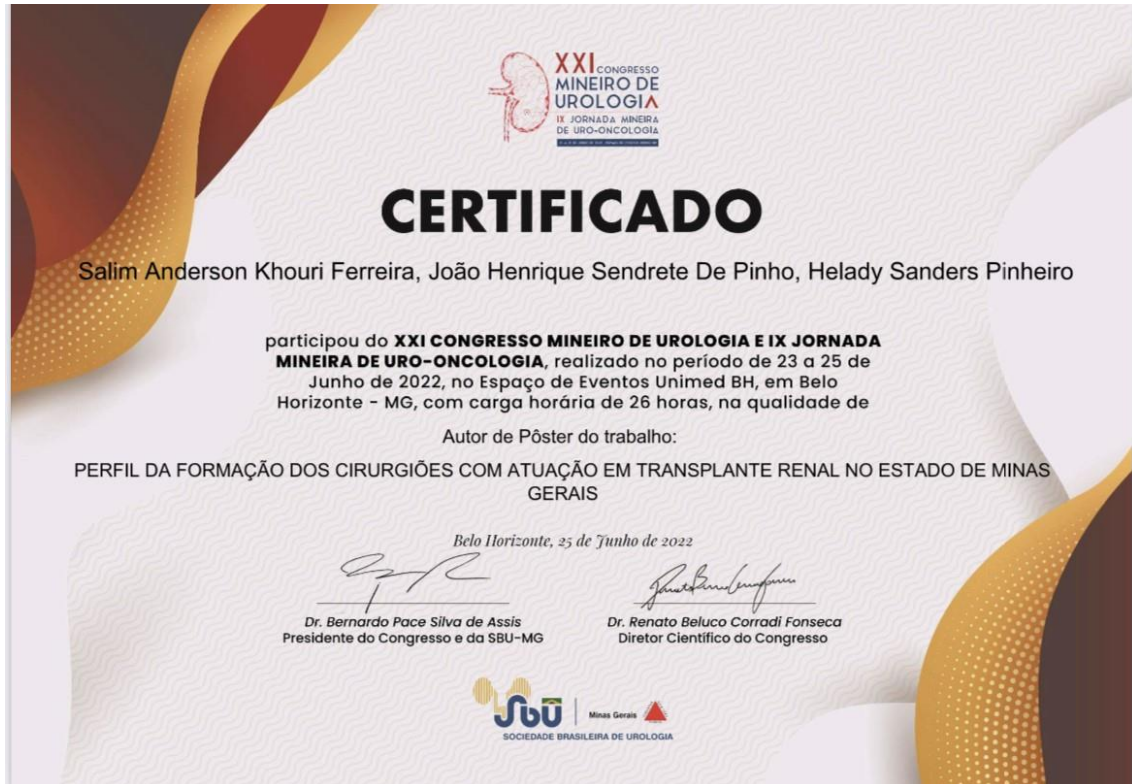 XXI CONGRESSO
MINEIRO DE
UROLOGIA
IX JORNADA MINEIRA
DE URO-ONCOLOGIA
CERTIFICADO
Salim Anderson Khouri Ferreira, João Henrique Sendrete De Pinho, Helady Sanders Pinheiro
participou do XXI CONGRESSO MINEIRO DE UROLOGIA E IX JORNADA
MINEIRA DE URO-ONCOLOGIA, realizado no período de 23 a 25 de
Junho de 2022, no Espaço de Eventos Unimed BH, em Belo
Horizonte - MG, com carga horária de 26 horas, na qualidade de
Autor de Pôster do trabalho:
PERFIL DA FORMAÇÃO DOS CIRURGIÕES COM ATUAÇÃO EM TRANSPLANTE RENAL NO ESTADO DE MINAS
GERAIS
Belo Horizonte, 25 de Junho de 2022
Dr. Bernardo Pace Silva de Assis
Presidente do Congresso e da SBU-MG
Dr. Renato Beluco Corradi Fonseca
Diretor Científico do Congresso
SBU
Minas Gerais
SOCIEDADE BRASILEIRA DE UROLOGIA